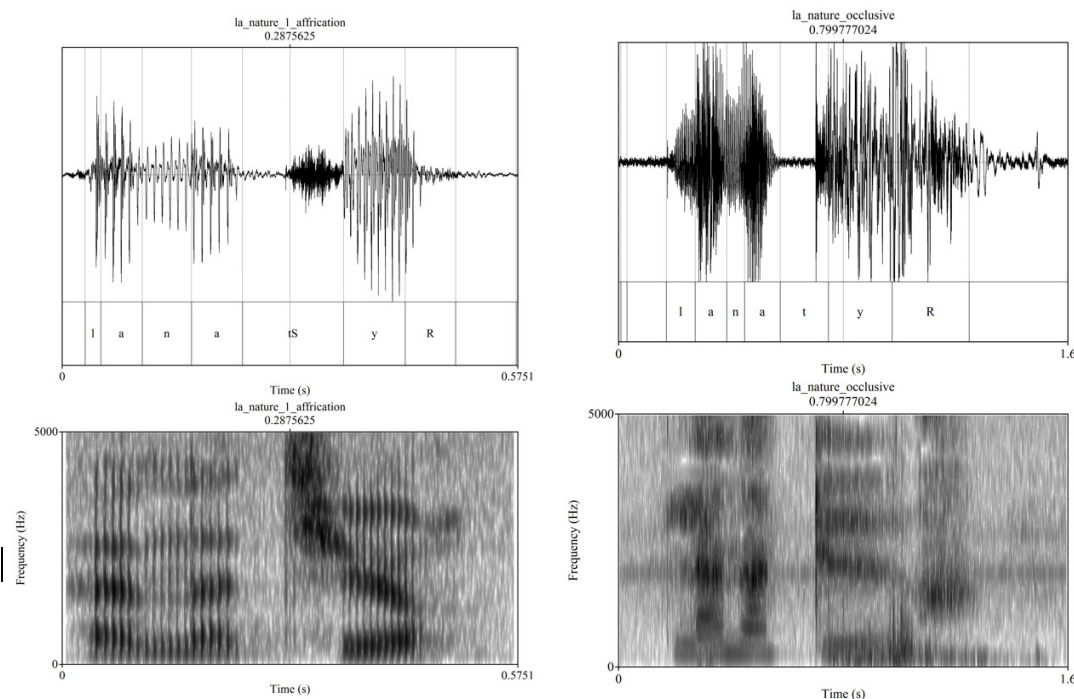 la_nature_1_affrication
0.2875625
l a n a tS y R
0 0.5751
Time (s)
la_nature_1_affrication
0.2875625
5000
Frequency (Hz)
0
0 0.5751
Time (s)
la_nature_occlusive
0.799777024
l a n a t y R
0 1.6
Time (s)
la_nature_occlusive
0.799777024
5000
Frequency (Hz)
0
0 1.6
Time (s)